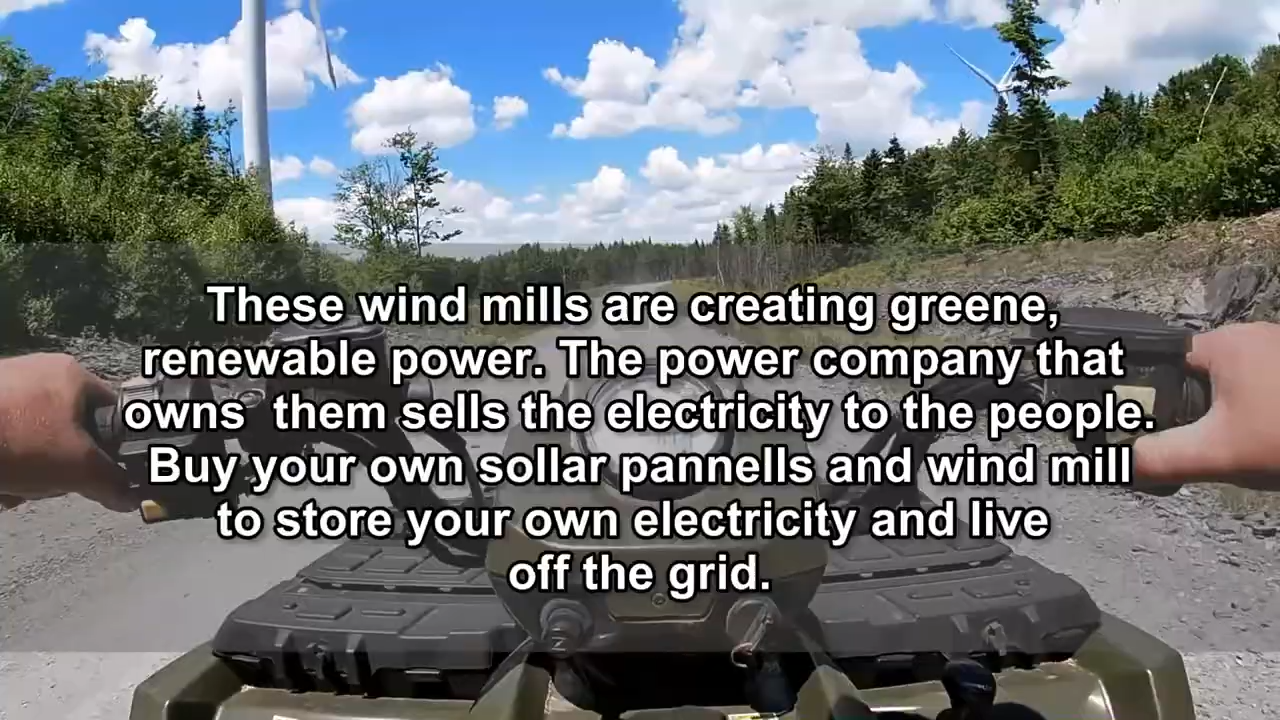 These wind mills are creating greene,
renewable power. The power company that
owns  them sells the electricity to the people.
Buy your own sollar pannells and wind mill
to store your own electricity and live
off the grid.